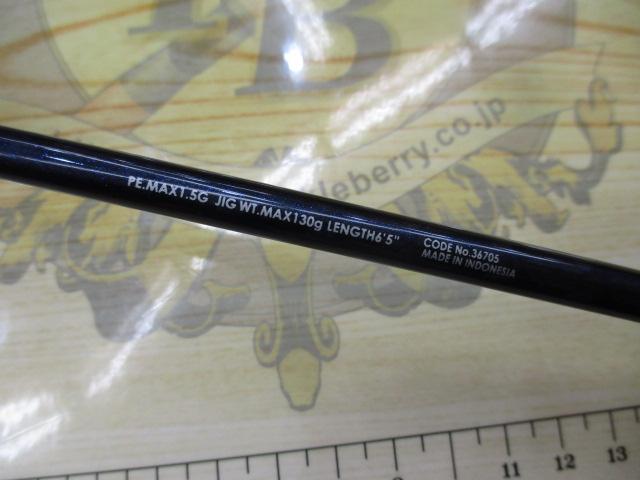 B
leberry.co.jp
PE.MAX1.5G JIG WT.MAX130g LENGTH6'5"
CODE No.36705
MADE IN INDONESIA
11 12 13